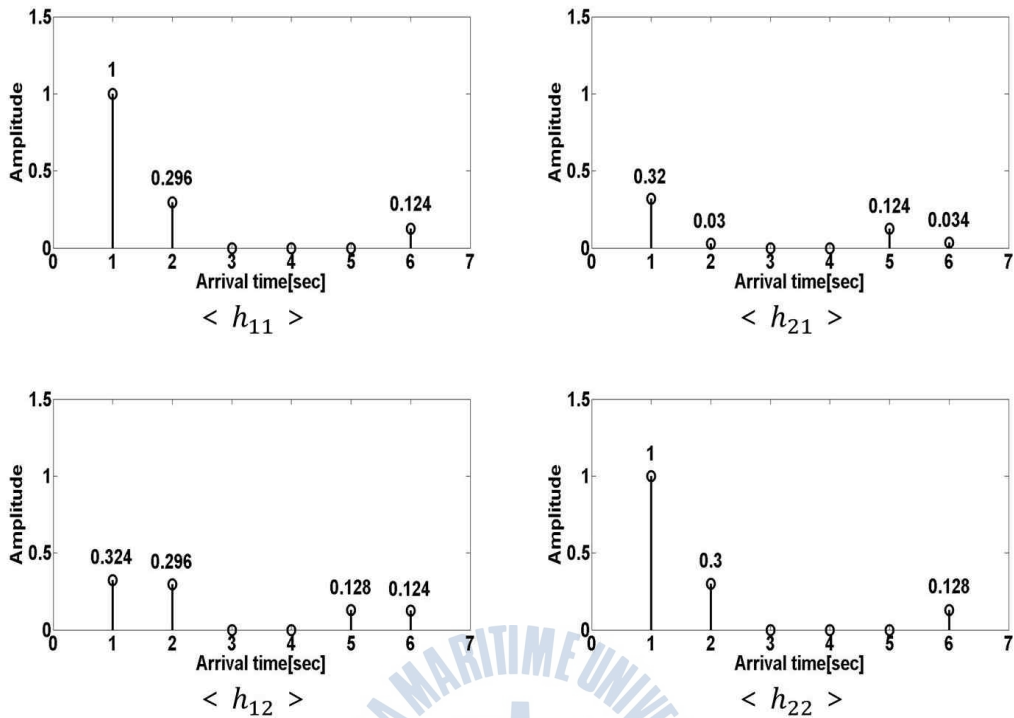 1.5
1
0.5
0
Amplitude
1
0.296
0.124
0 1 2 3 4 5 6 7
Arrival time[sec]
< h₁₁ >
1.5
1
0.5
0
Amplitude
0.32
0.03
0.124
0.034
0 1 2 3 4 5 6 7
Arrival time[sec]
< h₂₁ >
1.5
1
0.5
0
Amplitude
0.324
0.296
0.128
0.124
0 1 2 3 4 5 6 7
Arrival time[sec]
< h₁₂ >
1.5
1
0.5
0
Amplitude
1
0.3
0.128
0 1 2 3 4 5 6 7
Arrival time[sec]
< h₂₂ >
MARITIME